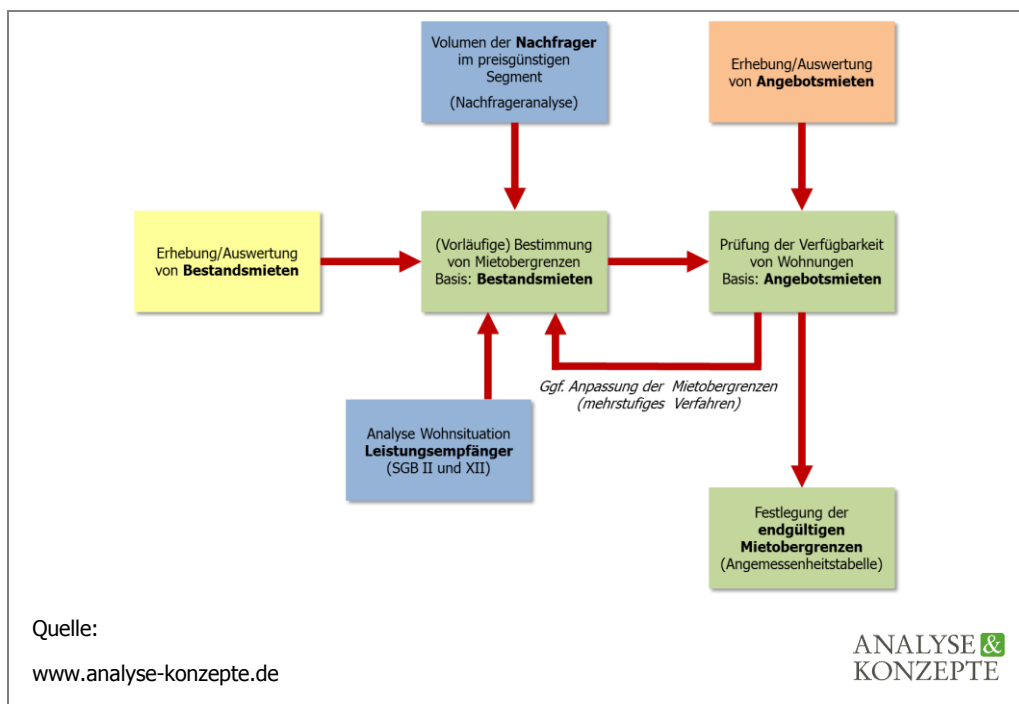 Volumen der Nachfrager
im preisgünstigen
Segment
(Nachfrageranalyse)
Erhebung/Auswertung
von Angebotsmieten
Erhebung/Auswertung
von Bestandsmieten
(Vorläufige) Bestimmung
von Mietobergrenzen
Basis: Bestandsmieten
Prüfung der Verfügbarkeit
von Wohnungen
Basis: Angebotsmieten
Ggf. Anpassung der Mietobergrenzen
(mehrstufiges Verfahren)
Analyse Wohnsituation
Leistungsempfänger
(SGB II und XII)
Festlegung der
endgültigen
Mietobergrenzen
(Angemessenheitstabelle)
Quelle:
www.analyse-konzepte.de
ANALYSE &
KONZEPTE